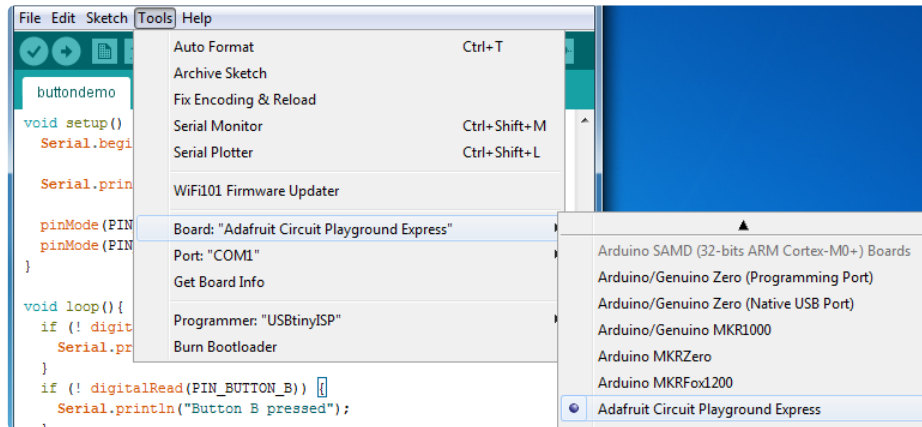 File Edit Sketch Tools Help
Auto Format Ctrl+T
Archive Sketch
Fix Encoding & Reload
Serial Monitor Ctrl+Shift+M
Serial Plotter Ctrl+Shift+L
WiFi101 Firmware Updater
Board: "Adafruit Circuit Playground Express"
Port: "COM1"
Get Board Info
Programmer: "USBtinyISP"
Burn Bootloader
Arduino SAMD (32-bits ARM Cortex-M0+) Boards
Arduino/Genuino Zero (Programming Port)
Arduino/Genuino Zero (Native USB Port)
Arduino/Genuino MKR1000
Arduino MKRZero
Arduino MKRFox1200
Adafruit Circuit Playground Express
buttondemo
void setup()
Serial.begi
Serial.prin
pinMode(PIN
pinMode(PIN
}
void loop(){
if (! digit
Serial.pr
}
if (! digitalRead(PIN_BUTTON_B)) {
Serial.println("Button B pressed");